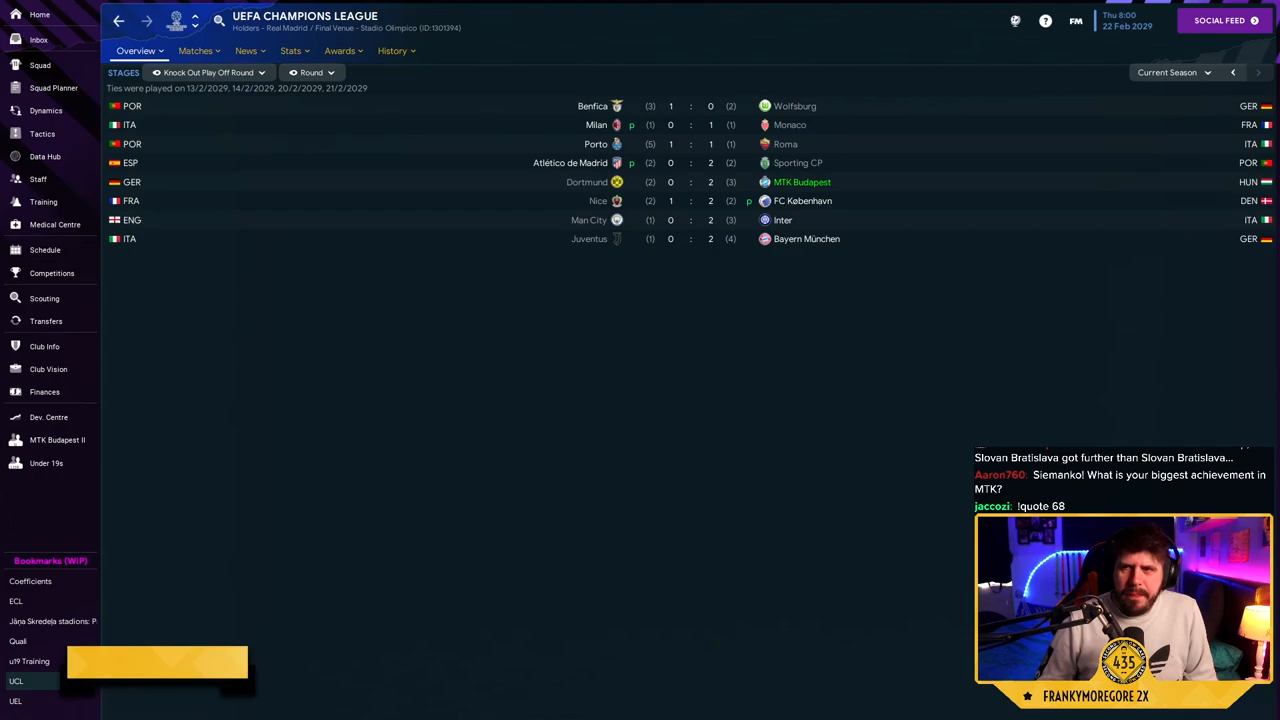 Home
Inbox
Squad
Squad Planner
Dynamics
Tactics
Data Hub
Staff
Training
Medical Centre
Schedule
Competitions
Scouting
Transfers
Club Info
Club Vision
Finances
Dev. Centre
MTK Budapest II
Under 19s
Bookmarks (WiP)
Coefficients
ECL
Jāņa Skredeļa stadions: P
Quali
u19 Training
UCL
UEL
UEFA CHAMPIONS LEAGUE
Holders - Real Madrid / Final Venue - Stadio Olimpico (ID:1301394)
? FM Thu 8:00
22 Feb 2029
SOCIAL FEED
Overview Matches News Stats Awards History
STAGES Knock Out Play Off Round Round Current Season
Ties were played on 13/2/2029, 14/2/2029, 20/2/2029, 21/2/2029
POR Benfica (3) 1 : 0 (2) Wolfsburg GER
ITA Milan p (1) 0 : 1 (1) Monaco FRA
POR Porto (5) 1 : 1 (1) Roma ITA
ESP Atlético de Madrid p (2) 0 : 2 (2) Sporting CP POR
GER Dortmund (2) 0 : 2 (3) MTK Budapest HUN
FRA Nice (2) 1 : 2 (2) p FC København DEN
ENG Man City (1) 0 : 2 (3) Inter ITA
ITA Juventus (1) 0 : 2 (4) Bayern München GER
Slovan Bratislava got further than Slovan Bratislava...
Aaron760: Siemanko! What is your biggest achievement in
MTK?
jaccozi: !quote 68
435
FRANKYMOREGORE 2X